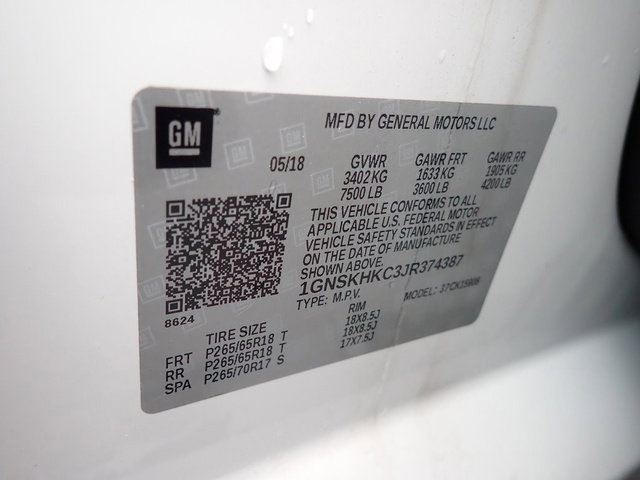 GM
MFD BY GENERAL MOTORS LLC
05/18 GVWR GAWR FRT GAWR RR
3402 KG 1633 KG 1905 KG
7500 LB 3600 LB 4200 LB
THIS VEHICLE CONFORMS TO ALL
APPLICABLE U.S. FEDERAL MOTOR
VEHICLE SAFETY STANDARDS IN EFFECT
ON THE DATE OF MANUFACTURE
SHOWN ABOVE.
1GNSKHKC3JR374387
TYPE: M.P.V. MODEL: 37CK15906
8624
TIRE SIZE RIM
FRT P265/65R18 T 18X8.5J
RR P265/65R18 T 18X8.5J
SPA P265/70R17 S 17X7.5J